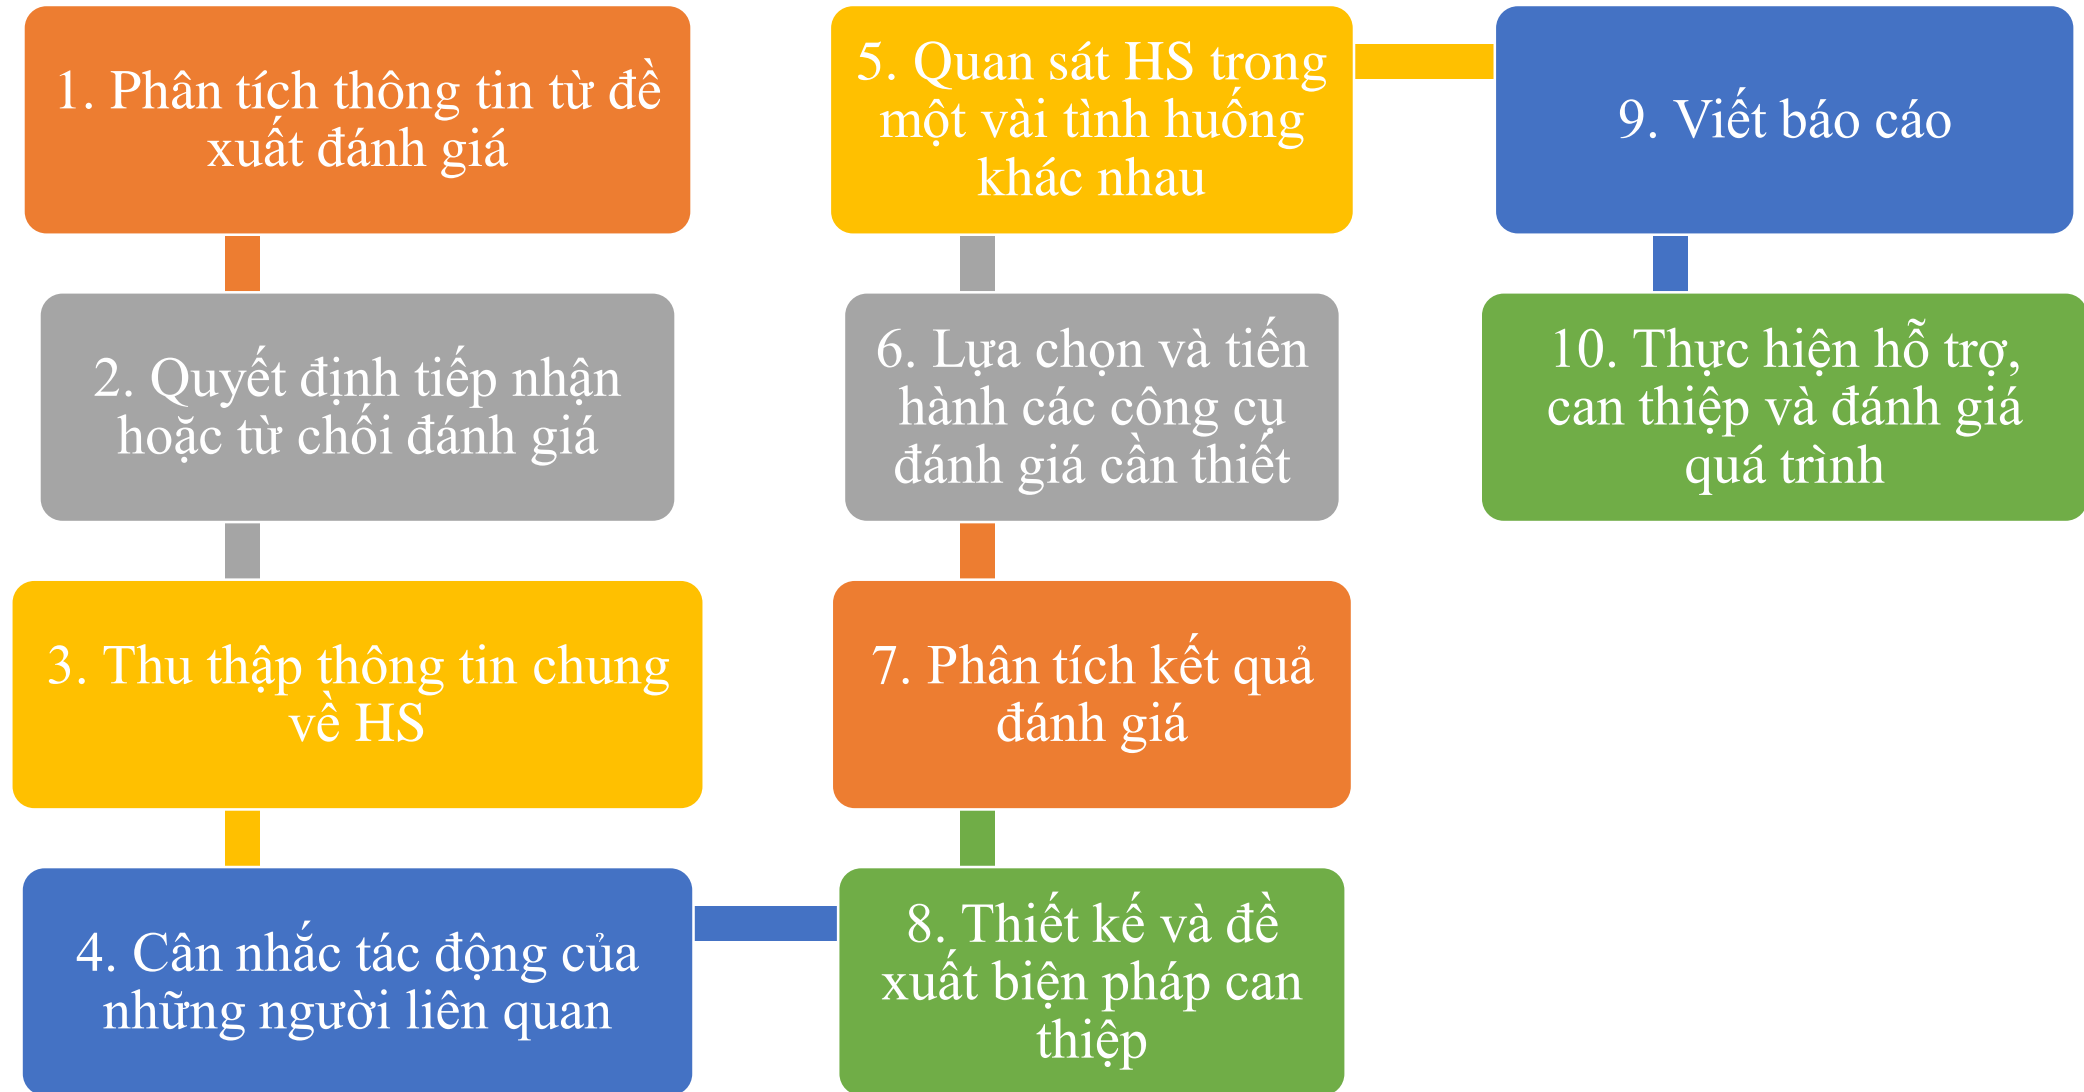 1. Phân tích thông tin từ đề
xuất đánh giá
2. Quyết định tiếp nhận
hoặc từ chối đánh giá
3. Thu thập thông tin chung
về HS
4. Cân nhắc tác động của
những người liên quan
5. Quan sát HS trong
một vài tình huống
khác nhau
6. Lựa chọn và tiến
hành các công cụ
đánh giá cần thiết
7. Phân tích kết quả
đánh giá
8. Thiết kế và đề
xuất biện pháp can
thiệp
9. Viết báo cáo
10. Thực hiện hỗ trợ,
can thiệp và đánh giá
quá trình